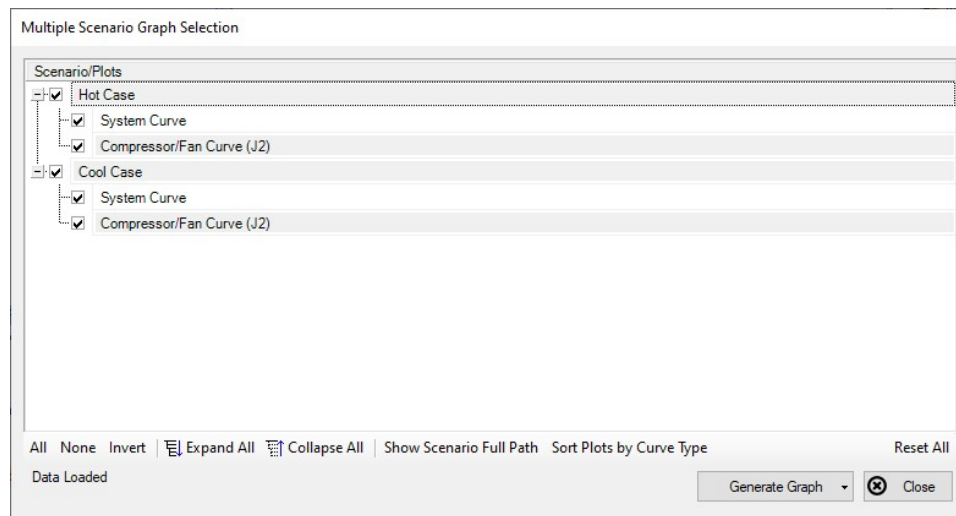 Multiple Scenario Graph Selection
Scenario/Plots
Hot Case
System Curve
Compressor/Fan Curve (J2)
Cool Case
System Curve
Compressor/Fan Curve (J2)
All None Invert Expand All Collapse All Show Scenario Full Path Sort Plots by Curve Type Reset All
Data Loaded
Generate Graph Close